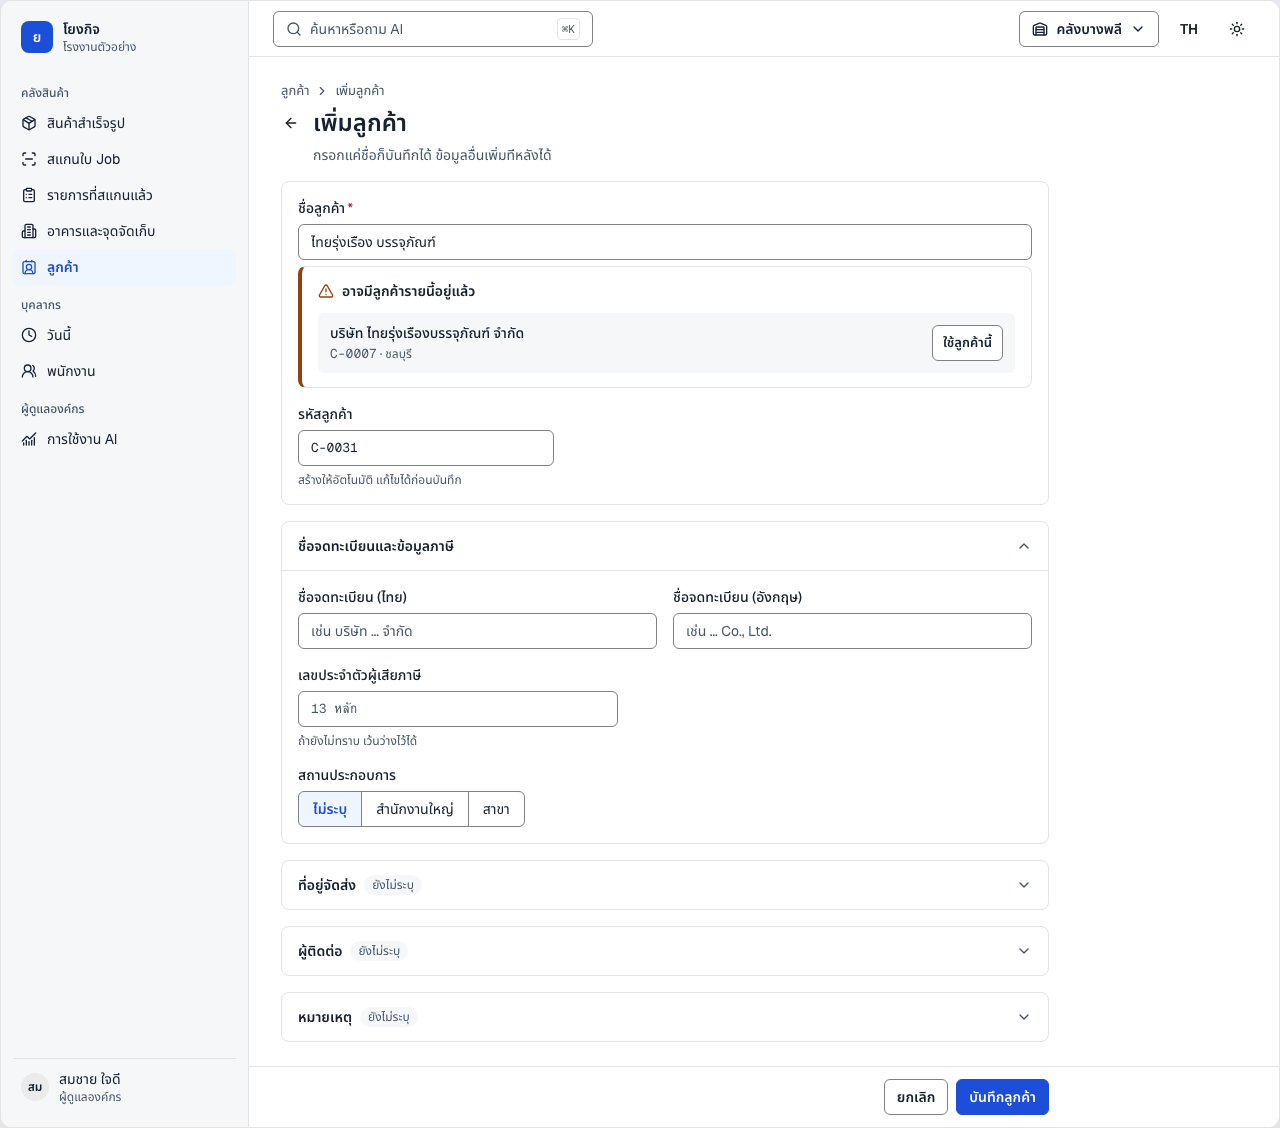 ย
โยงกิจ
โรงงานตัวอย่าง
คลังสินค้า
สินค้าสำเร็จรูป
สแกนใบ Job
รายการที่สแกนแล้ว
อาคารและจุดจัดเก็บ
ลูกค้า
บุคลากร
วันนี้
พนักงาน
ผู้ดูแลองค์กร
การใช้งาน AI
สม
สมชาย ใจดี
ผู้ดูแลองค์กร
ค้นหาหรือถาม AI
⌘K
คลังบางพลี
TH
ลูกค้า > เพิ่มลูกค้า
เพิ่มลูกค้า
กรอกแค่ชื่อก็บันทึกได้ ข้อมูลอื่นเพิ่มทีหลังได้
ชื่อลูกค้า *
ไทยรุ่งเรือง บรรจุภัณฑ์
อาจมีลูกค้ารายนี้อยู่แล้ว
บริษัท ไทยรุ่งเรืองบรรจุภัณฑ์ จำกัด
C-0007 · ชลบุรี
ใช้ลูกค้านี้
รหัสลูกค้า
C-0031
สร้างให้อัตโนมัติ แก้ไขได้ก่อนบันทึก
ชื่อจดทะเบียนและข้อมูลภาษี
ชื่อจดทะเบียน (ไทย)
เช่น บริษัท … จำกัด
ชื่อจดทะเบียน (อังกฤษ)
เช่น … Co., Ltd.
เลขประจำตัวผู้เสียภาษี
13 หลัก
ถ้ายังไม่ทราบ เว้นว่างไว้ได้
สถานประกอบการ
ไม่ระบุ
สำนักงานใหญ่
สาขา
ที่อยู่จัดส่ง ยังไม่ระบุ
ผู้ติดต่อ ยังไม่ระบุ
หมายเหตุ ยังไม่ระบุ
ยกเลิก
บันทึกลูกค้า